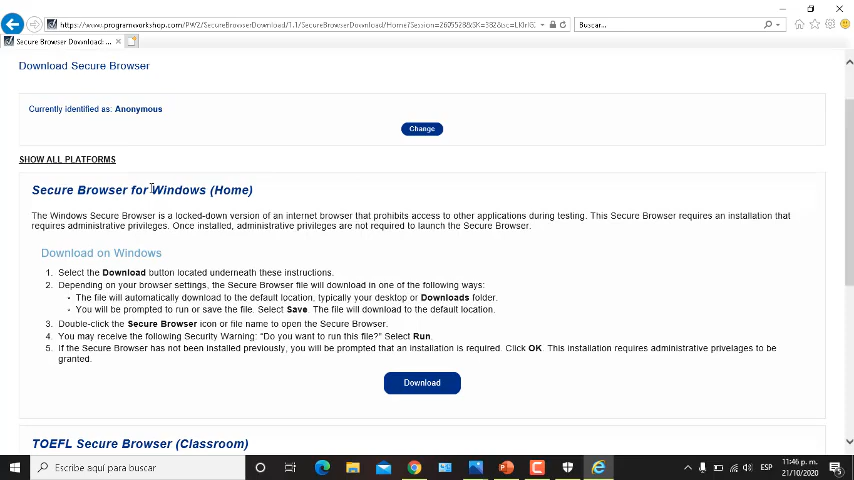 https://www.programworkshop.com/PW2/SecureBrowserDownload/1.1/SecureBrowserDownload/Home?Session=
Buscar...
Secure Browser Download: ...
Download Secure Browser
Currently identified as: Anonymous
Change
SHOW ALL PLATFORMS
Secure Browser for Windows (Home)
The Windows Secure Browser is a locked-down version of an internet browser that prohibits access to other applications during testing. This Secure Browser requires an installation that
requires administrative privileges. Once installed, administrative privileges are not required to launch the Secure Browser.
Download on Windows
1. Select the Download button located underneath these instructions.
2. Depending on your browser settings, the Secure Browser file will download in one of the following ways:
• The file will automatically download to the default location, typically your desktop or Downloads folder.
• You will be prompted to run or save the file. Select Save. The file will download to the default location.
3. Double-click the Secure Browser icon or file name to open the Secure Browser.
4. You may receive the following Security Warning: "Do you want to run this file?" Select Run.
5. If the Secure Browser has not been installed previously, you will be prompted that an installation is required. Click OK. This installation requires administrative privelages to be
granted.
Download
TOEFL Secure Browser (Classroom)
Escribe aquí para buscar
ESP
11:46 p. m.
21/10/2020